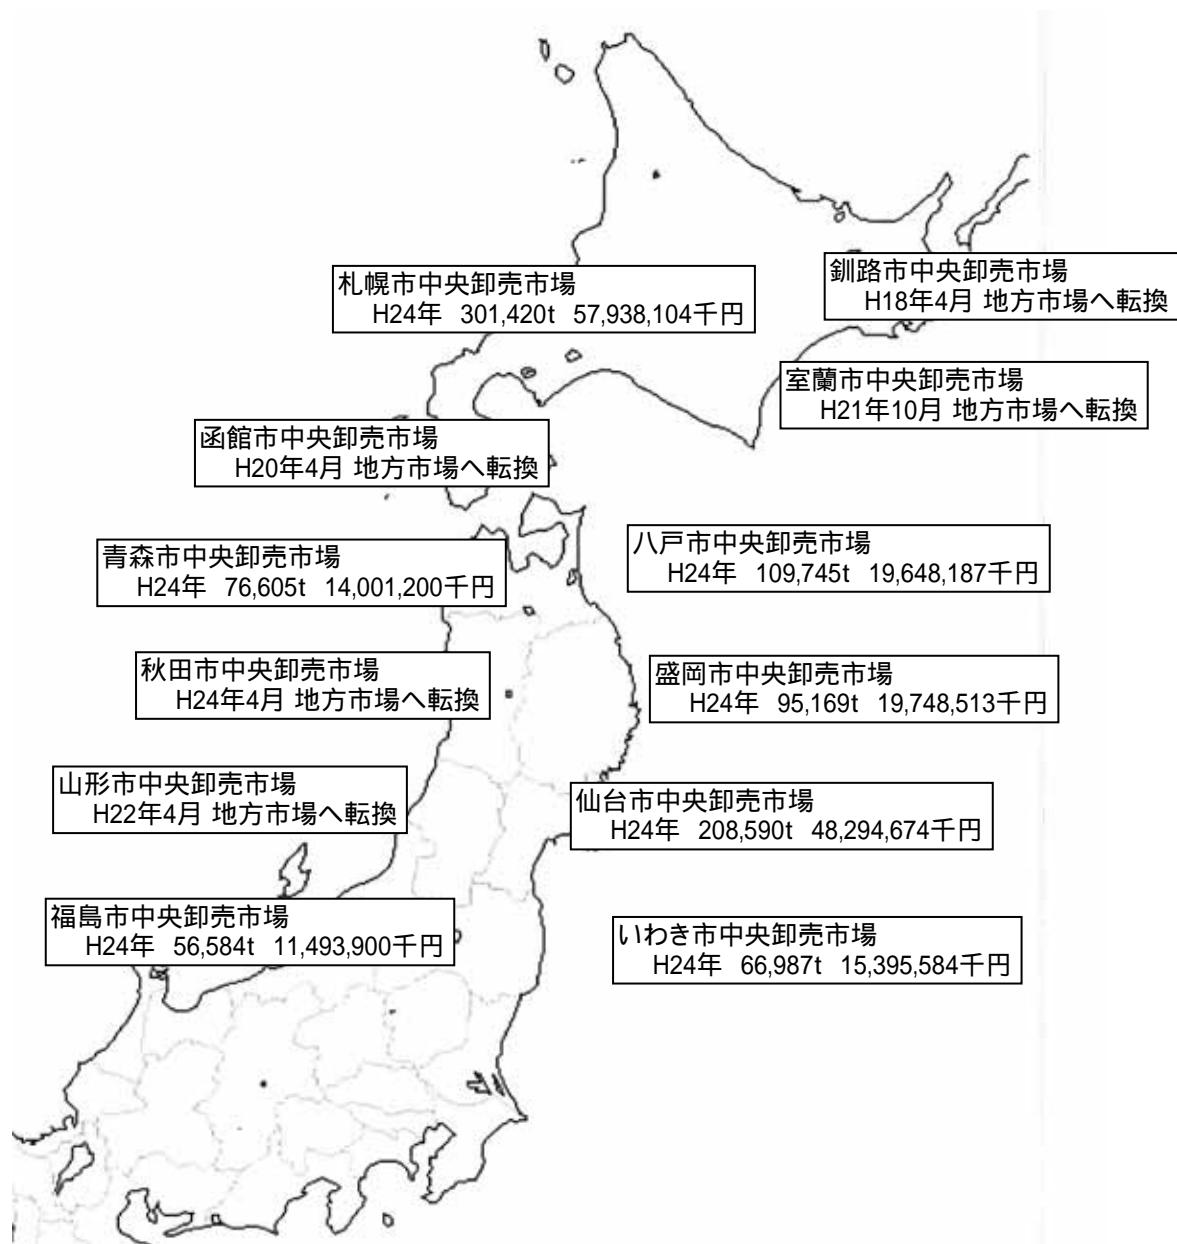 札幌市中央卸売市場
H24年 301,420t 57,938,104千円
釧路市中央卸売市場
H18年4月 地方市場へ転換
室蘭市中央卸売市場
H21年10月 地方市場へ転換
函館市中央卸売市場
H20年4月 地方市場へ転換
青森市中央卸売市場
H24年 76,605t 14,001,200千円
八戸市中央卸売市場
H24年 109,745t 19,648,187千円
秋田市中央卸売市場
H24年4月 地方市場へ転換
盛岡市中央卸売市場
H24年 95,169t 19,748,513千円
山形市中央卸売市場
H22年4月 地方市場へ転換
仙台市中央卸売市場
H24年 208,590t 48,294,674千円
福島市中央卸売市場
H24年 56,584t 11,493,900千円
いわき市中央卸売市場
H24年 66,987t 15,395,584千円